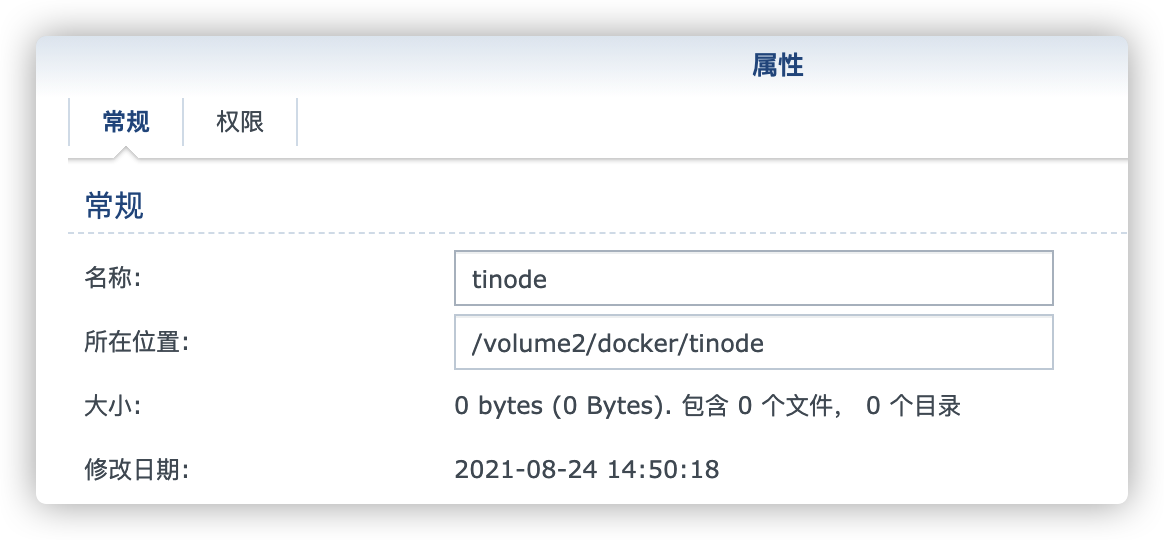 属性
常规 权限
常规
名称: tinode
所在位置: /volume2/docker/tinode
大小: 0 bytes (0 Bytes). 包含 0 个文件， 0 个目录
修改日期: 2021-08-24 14:50:18